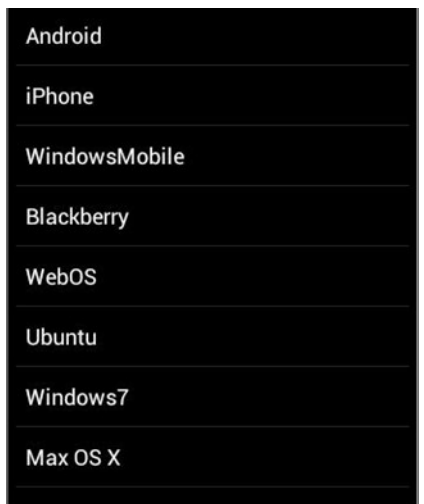 Android
iPhone
WindowsMobile
Blackberry
WebOS
Ubuntu
Windows7
Max OS X